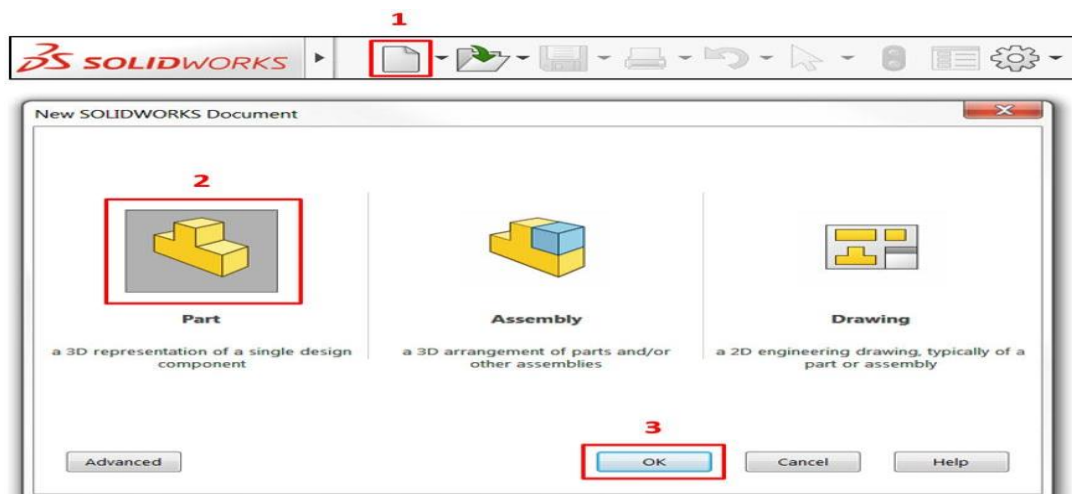 1
SOLIDWORKS
New SOLIDWORKS Document
2
Part
a 3D representation of a single design
component
Assembly
a 3D arrangement of parts and/or
other assemblies
Drawing
a 2D engineering drawing, typically of a
part or assembly
3
Advanced
OK
Cancel
Help